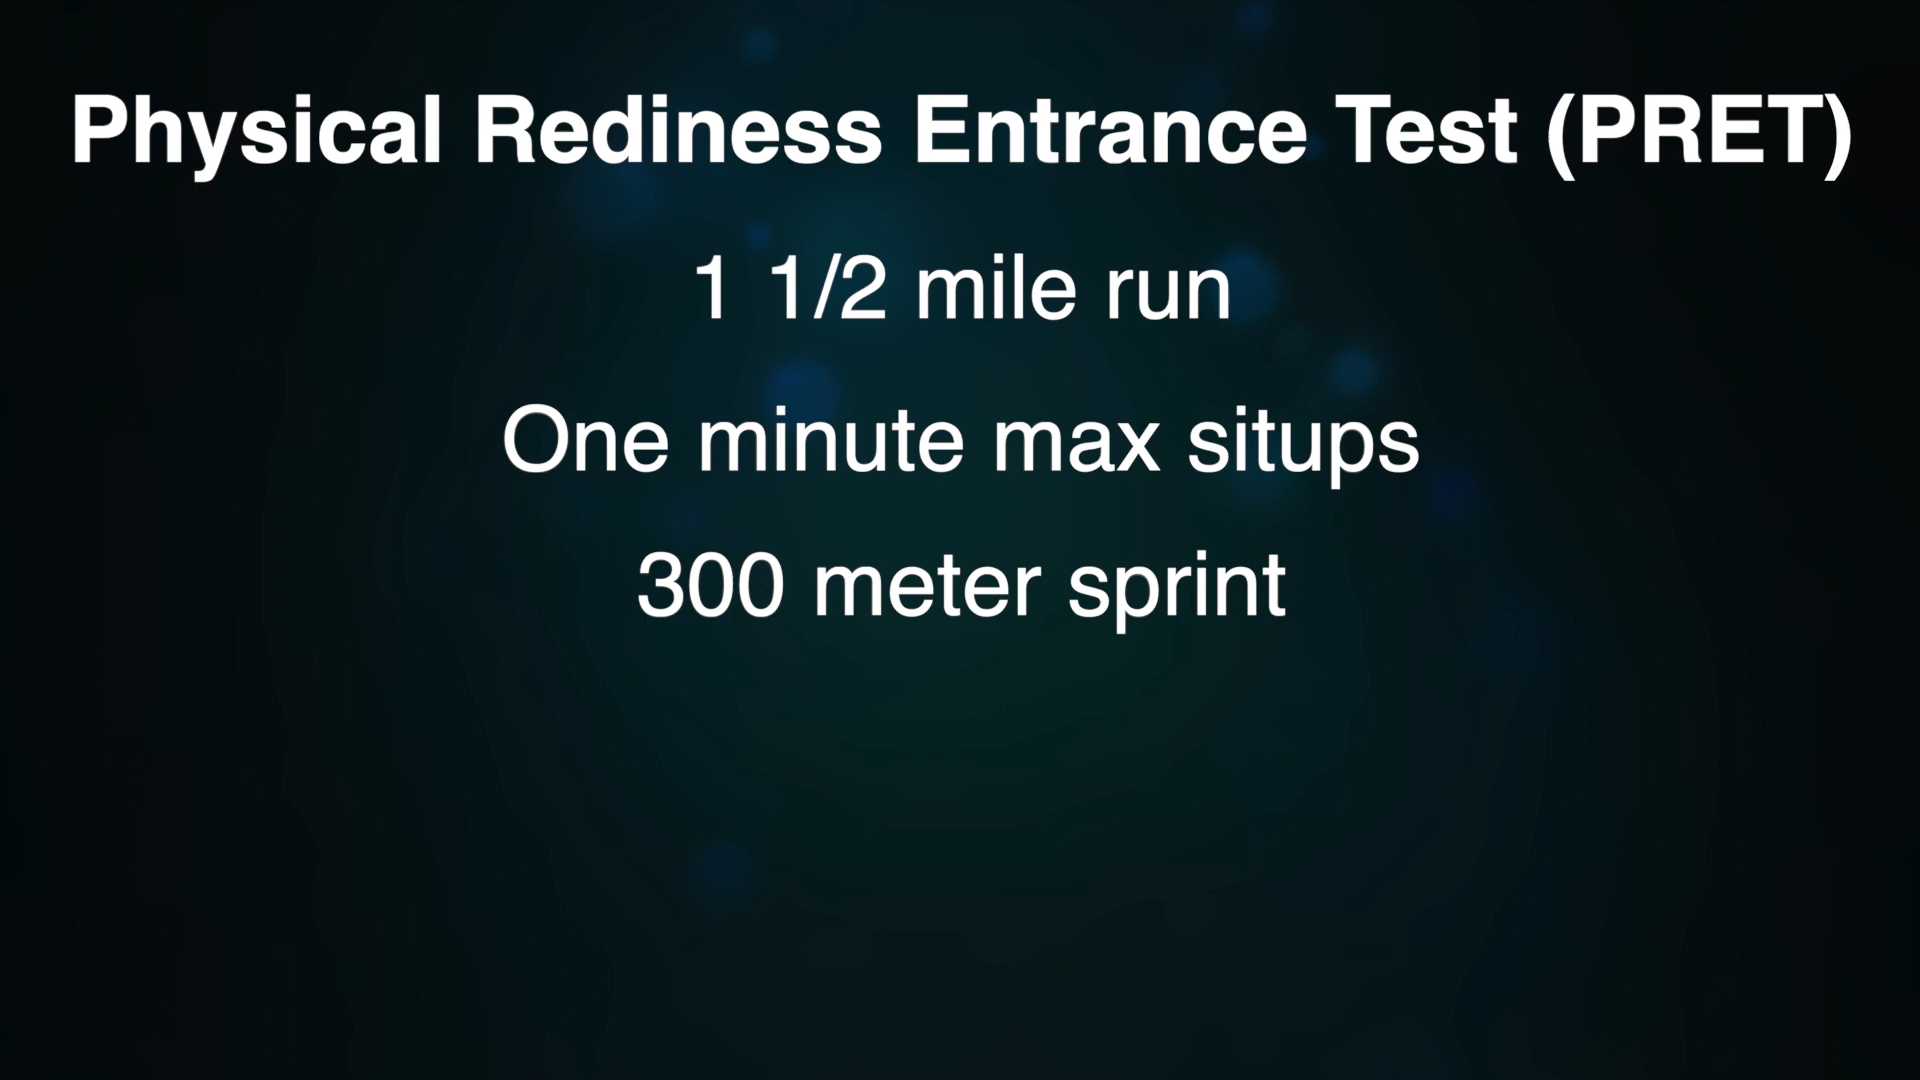 Physical Rediness Entrance Test (PRET)
1 1/2 mile run
One minute max situps
300 meter sprint